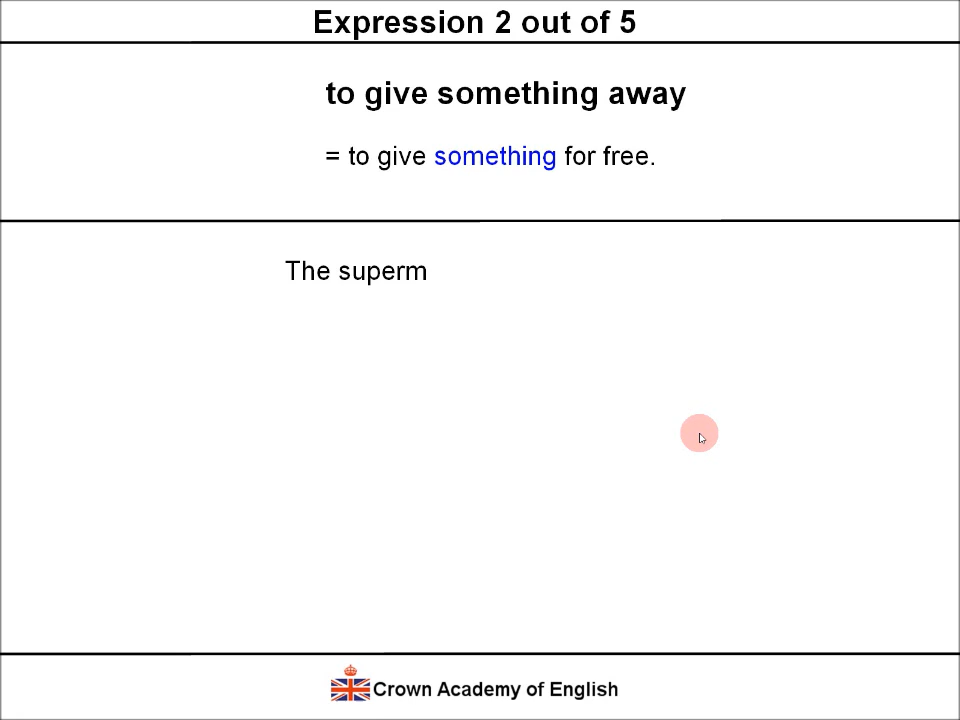 Expression 2 out of 5
to give something away
= to give something for free.
The superm
Crown Academy of English